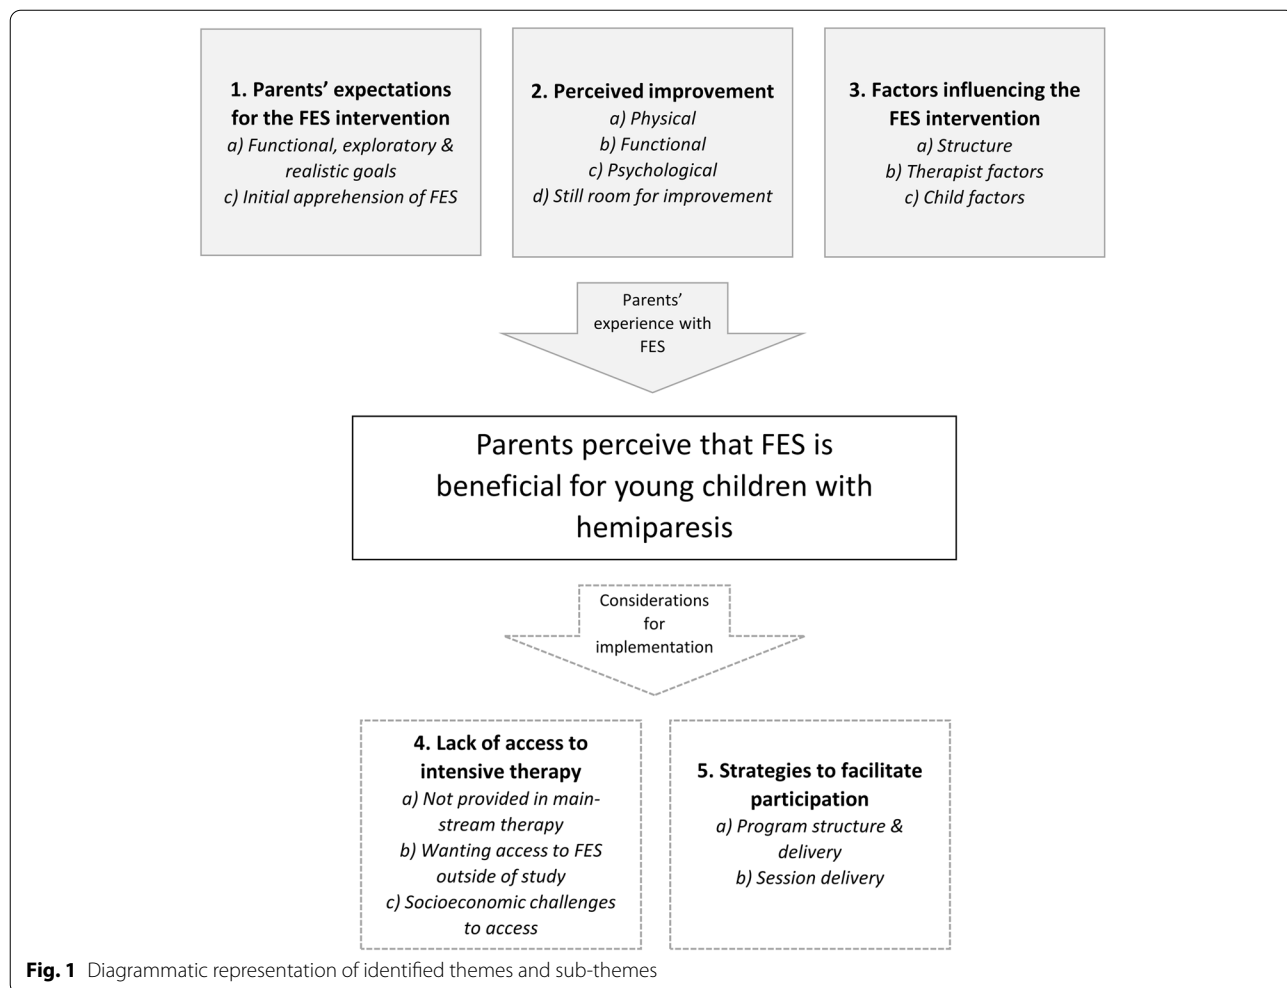 1. Parents’ expectations
for the FES intervention
a) Functional, exploratory &
realistic goals
c) Initial apprehension of FES
2. Perceived improvement
a) Physical
b) Functional
c) Psychological
d) Still room for improvement
3. Factors influencing the
FES intervention
a) Structure
b) Therapist factors
c) Child factors
Parents’
experience with
FES
Parents perceive that FES is
beneficial for young children with
hemiparesis
Considerations
for
implementation
4. Lack of access to
intensive therapy
a) Not provided in main-
stream therapy
b) Wanting access to FES
outside of study
c) Socioeconomic challenges
to access
5. Strategies to facilitate
participation
a) Program structure &
delivery
b) Session delivery
Fig. 1 Diagrammatic representation of identified themes and sub-themes